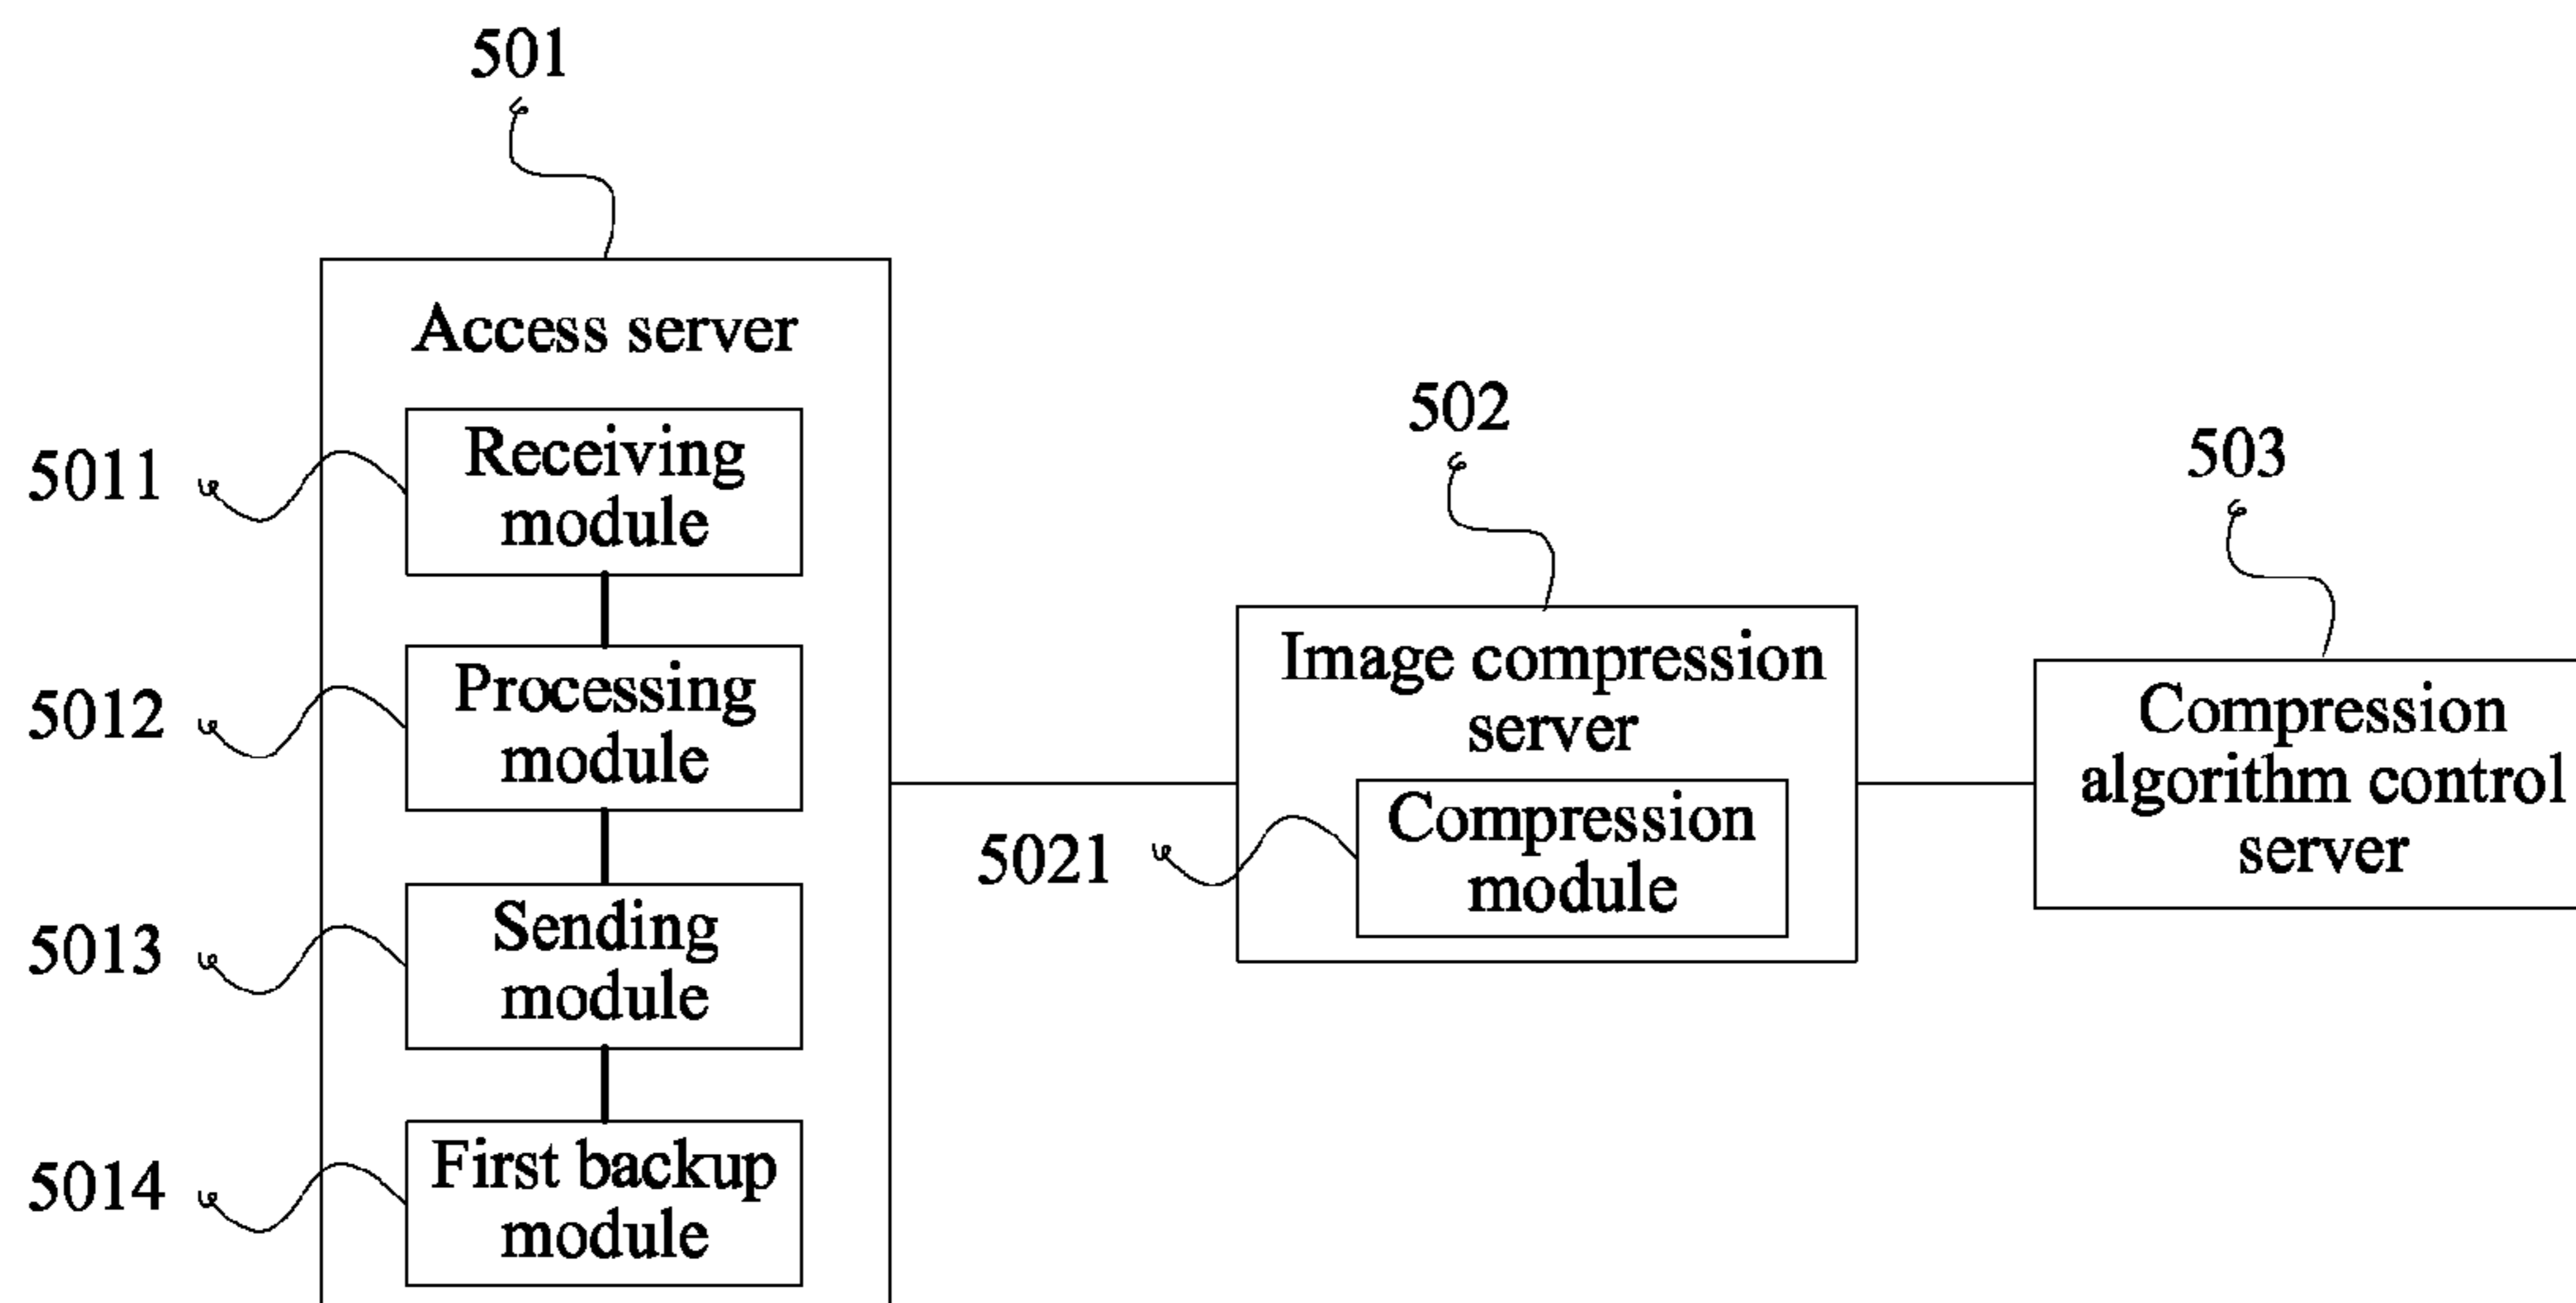 501
Access server
5011
Receiving
module
5012
Processing
module
5013
Sending
module
5014
First backup
module
502
Image compression
server
5021
Compression
module
503
Compression
algorithm control
server